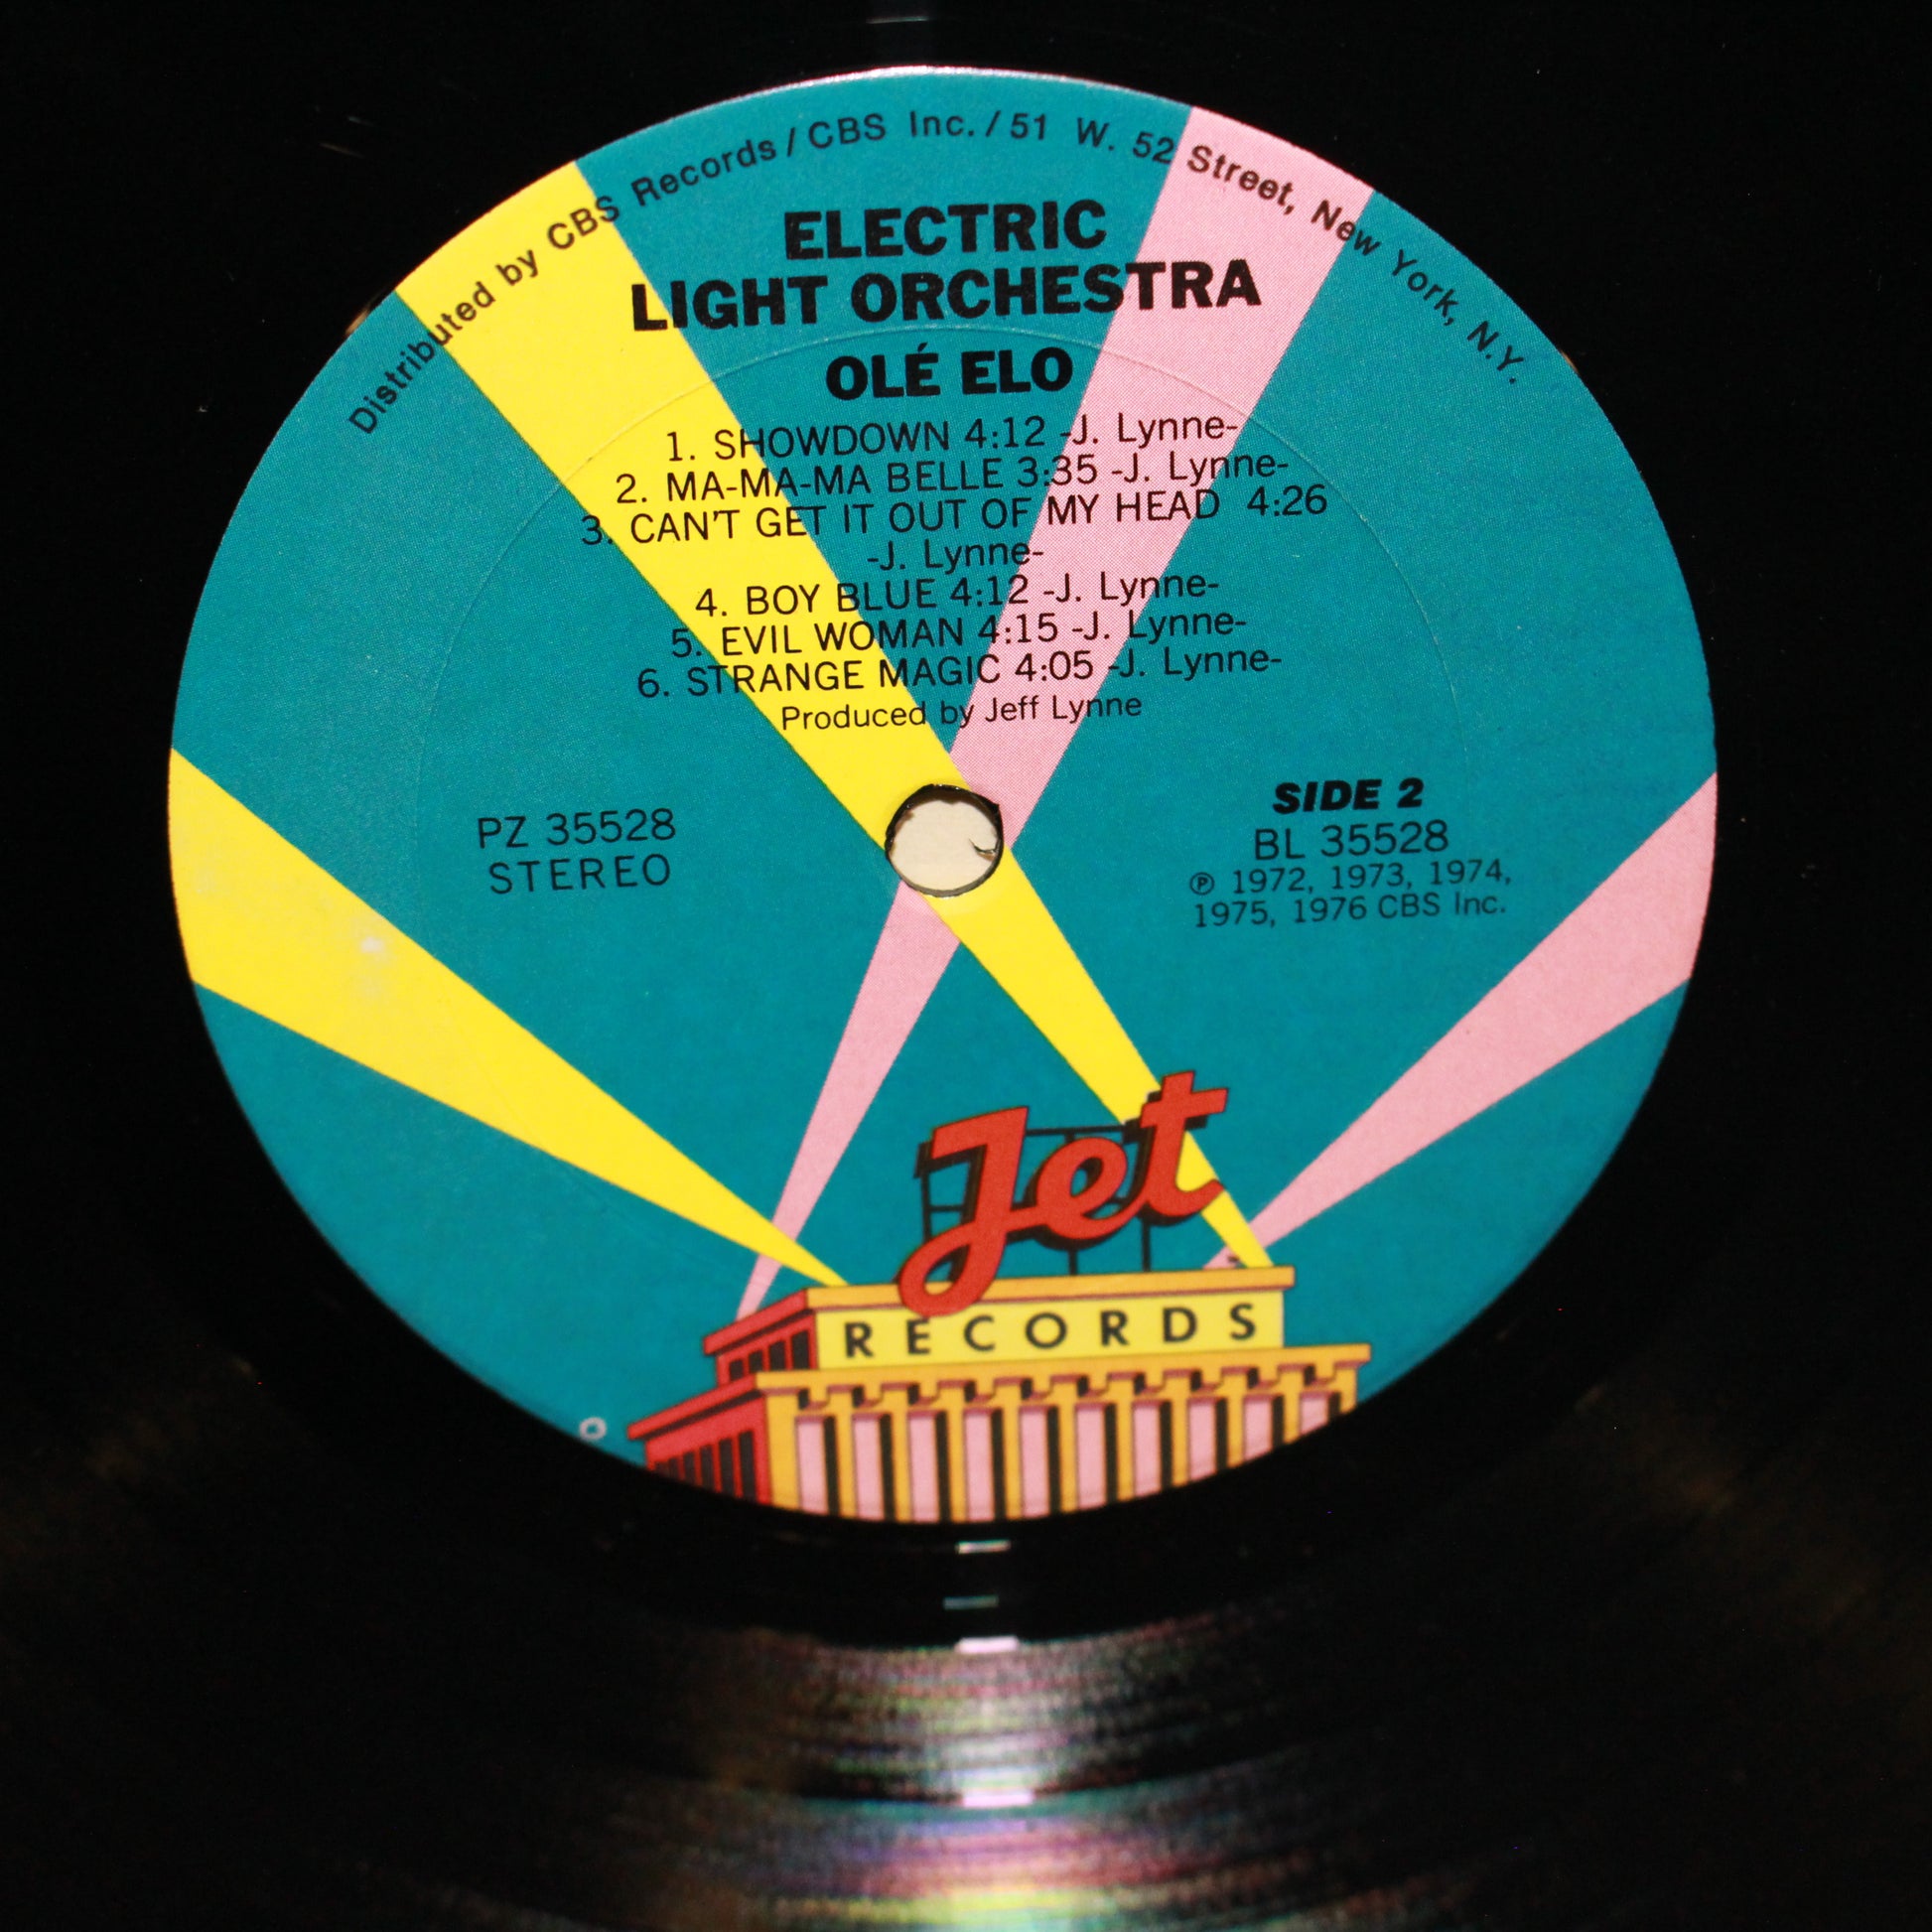 Distributed by CBS Records / CBS Inc. / 51 W. 52 Street, New York, N.Y.
ELECTRIC
LIGHT ORCHESTRA
OLÉ ELO
1. SHOWDOWN 4:12 -J. Lynne-
2. MA-MA-MA BELLE 3:35 -J. Lynne-
3. CAN'T GET IT OUT OF MY HEAD 4:26
-J. Lynne-
4. BOY BLUE 4:12 -J. Lynne-
5. EVIL WOMAN 4:15 -J. Lynne-
6. STRANGE MAGIC 4:05 -J. Lynne-
Produced by Jeff Lynne
PZ 35528
STEREO
SIDE 2
BL 35528
℗ 1972, 1973, 1974,
1975, 1976 CBS Inc.
Jet
RECORDS
O